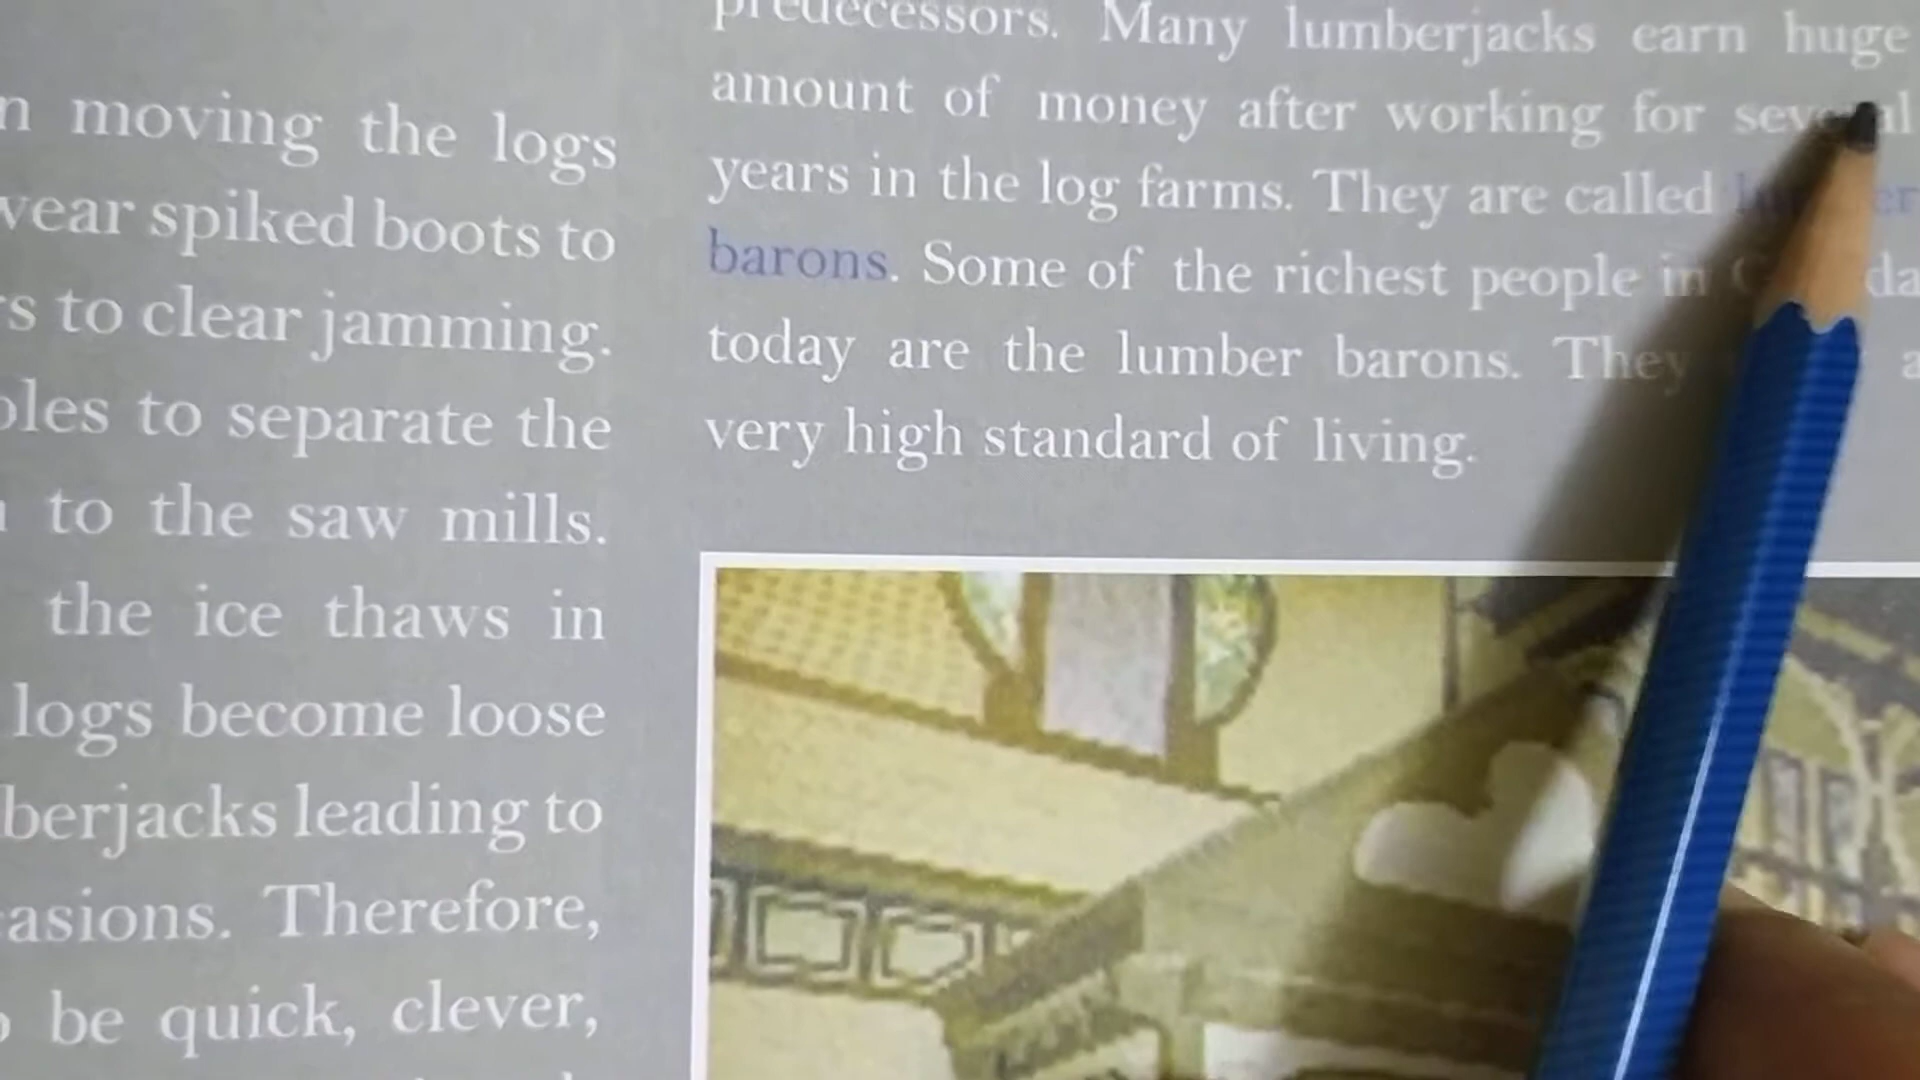 moving the logs
wear spiked boots to
to clear jamming.
to separate the
to the saw mills.
the ice thaws in
logs become loose
berjacks leading to
asions. Therefore,
be quick, clever,
predecessors. Many lumberjacks earn huge
amount of money after working for several
years in the log farms. They are called
barons. Some of the richest people in
today are the lumber barons. They
very high standard of living.